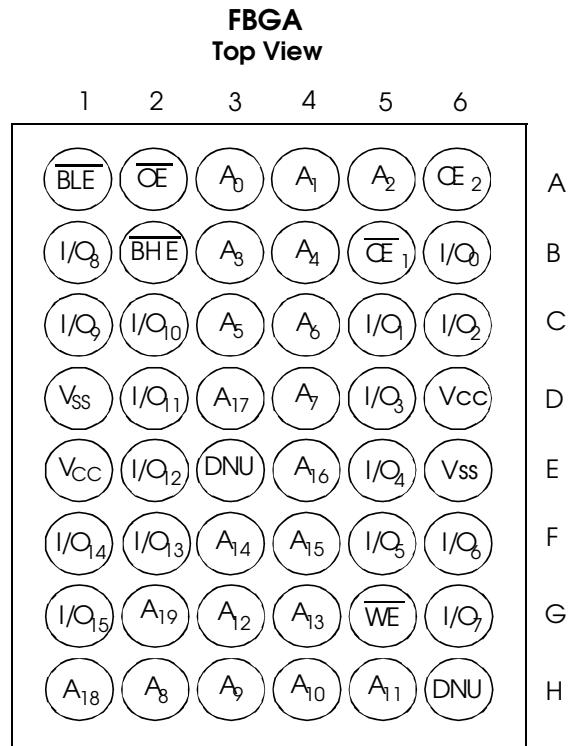 FBGA
Top View
1 2 3 4 5 6
BLE OE A0 A1 A2 CE2 A
I/O8 BHE A3 A4 CE1 I/O0 B
I/O9 I/O10 A5 A6 I/O1 I/O2 C
VSS I/O11 A17 A7 I/O3 Vcc D
VCC I/O12 DNU A16 I/O4 Vss E
I/O14 I/O13 A14 A15 I/O5 I/O6 F
I/O15 A19 A12 A13 WE I/O7 G
A18 A8 A9 A10 A11 DNU H